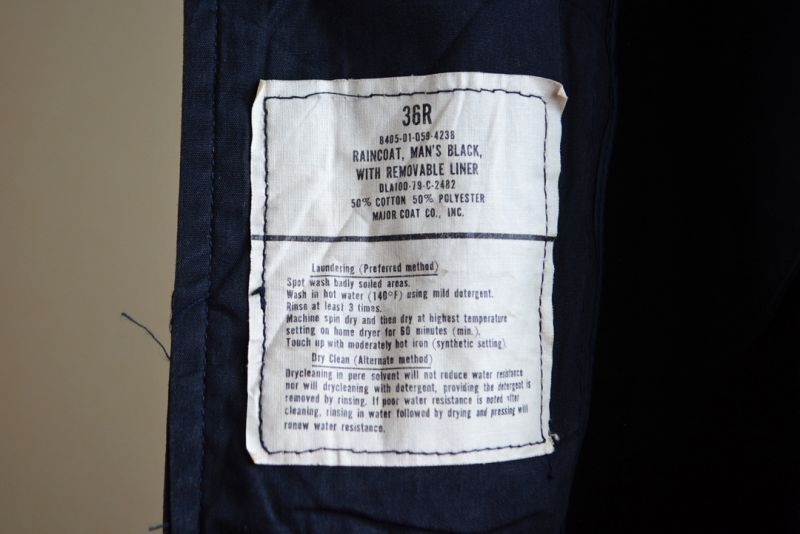 36R
8405-01-059-4238
RAINCOAT, MAN'S BLACK,
WITH REMOVABLE LINER
DLA100-79-C-2482
50% COTTON 50% POLYESTER
MAJOR COAT CO., INC.
Laundering (Preferred method)
Spot wash badly soiled areas.
Wash in hot water (140°F) using mild detergent.
Rinse at least 3 times.
Machine spin dry and then dry at highest temperature
setting on home dryer for 60 minutes (min.).
Touch up with moderately hot iron (synthetic setting).
Dry Clean (Alternate method)
Drycleaning in pure solvent will not reduce water resistance
nor will drycleaning with detergent, providing the detergent is
removed by rinsing. If poor water resistance is noted after
cleaning, rinsing in water followed by drying and pressing will
renew water resistance.